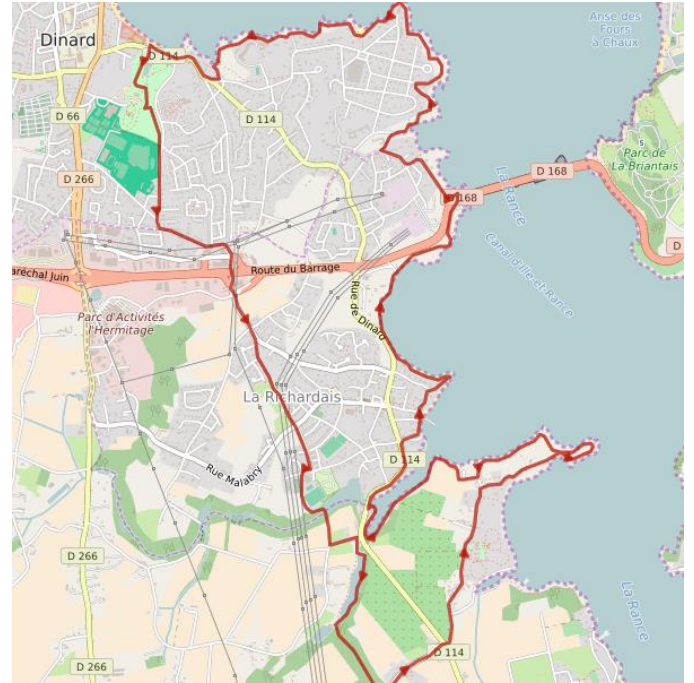 Anse des
Fours
à Chaux
Dinard
D 114
D 66
D 114
5
Parc de
La Briantais
D 168
D 266
La Rance
D 168
Canal d'Ille-et-Rance
D
aréchal Juin
Route du Barrage
Rue de Dinard
Parc d'Activités
l'Hermitage
La Richardais
Rue Malabry
D 114
D 266
La Rance
D 114
D 266